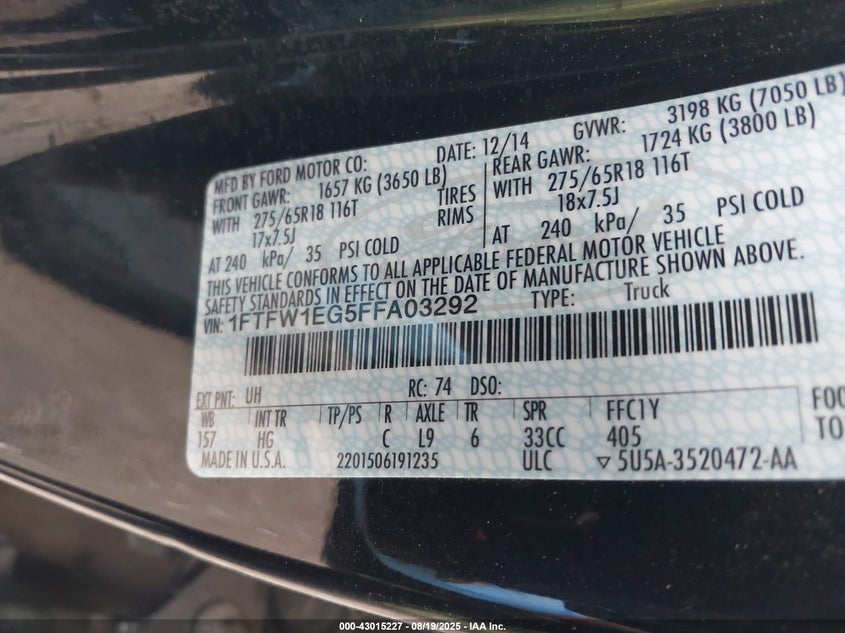 MFD BY FORD MOTOR CO: DATE: 12/14 GVWR: 3198 KG (7050 LB)
FRONT GAWR: 1657 KG (3650 LB) REAR GAWR: 1724 KG (3800 LB)
WITH 275/65R18 116T TIRES WITH 275/65R18 116T
17x7.5J RIMS 18x7.5J
AT 240 kPa/ 35 PSI COLD AT 240 kPa/ 35 PSI COLD
THIS VEHICLE CONFORMS TO ALL APPLICABLE FEDERAL MOTOR VEHICLE
SAFETY STANDARDS IN EFFECT ON THE DATE OF MANUFACTURE SHOWN ABOVE.
VIN: 1FTFW1EG5FFA03292 TYPE: Truck
EXT PNT: UH RC: 74 DSO:
WB INT TR TP/PS R AXLE TR SPR FFC1Y
157 HG C L9 6 33CC 405
MADE IN U.S.A. 2201506191235 ULC ▽ 5U5A-3520472-AA
TO
000-43015227 - 08/19/2025 - IAA Inc.